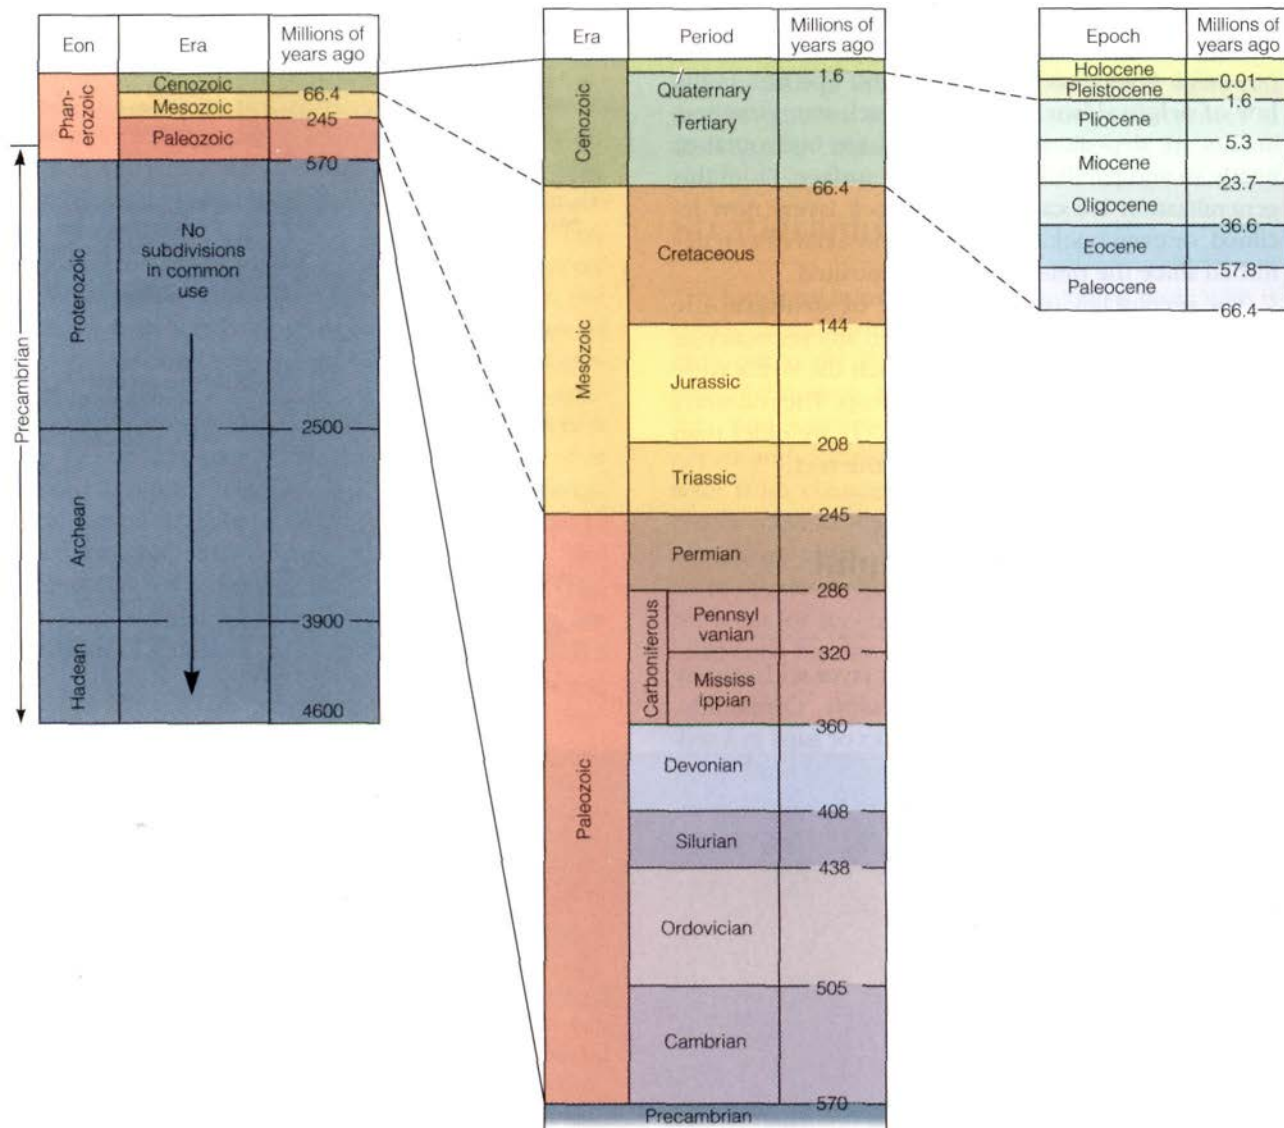 Eon
Era
Millions of
years ago
Phan-
erozoic
Cenozoic
66.4
Mesozoic
245
Paleozoic
570
Precambrian
Proterozoic
No
subdivisions
in common
use
2500
Archean
3900
Hadean
4600
Era
Period
Millions of
years ago
Cenozoic
Quaternary
1.6
Tertiary
66.4
Mesozoic
Cretaceous
144
Jurassic
208
Triassic
245
Paleozoic
Permian
286
Carboniferous
Pennsyl
vanian
320
Mississ
ippian
360
Devonian
408
Silurian
438
Ordovician
505
Cambrian
570
Precambrian
Epoch
Millions of
years ago
Holocene
0.01
Pleistocene
1.6
Pliocene
5.3
Miocene
23.7
Oligocene
36.6
Eocene
57.8
Paleocene
66.4